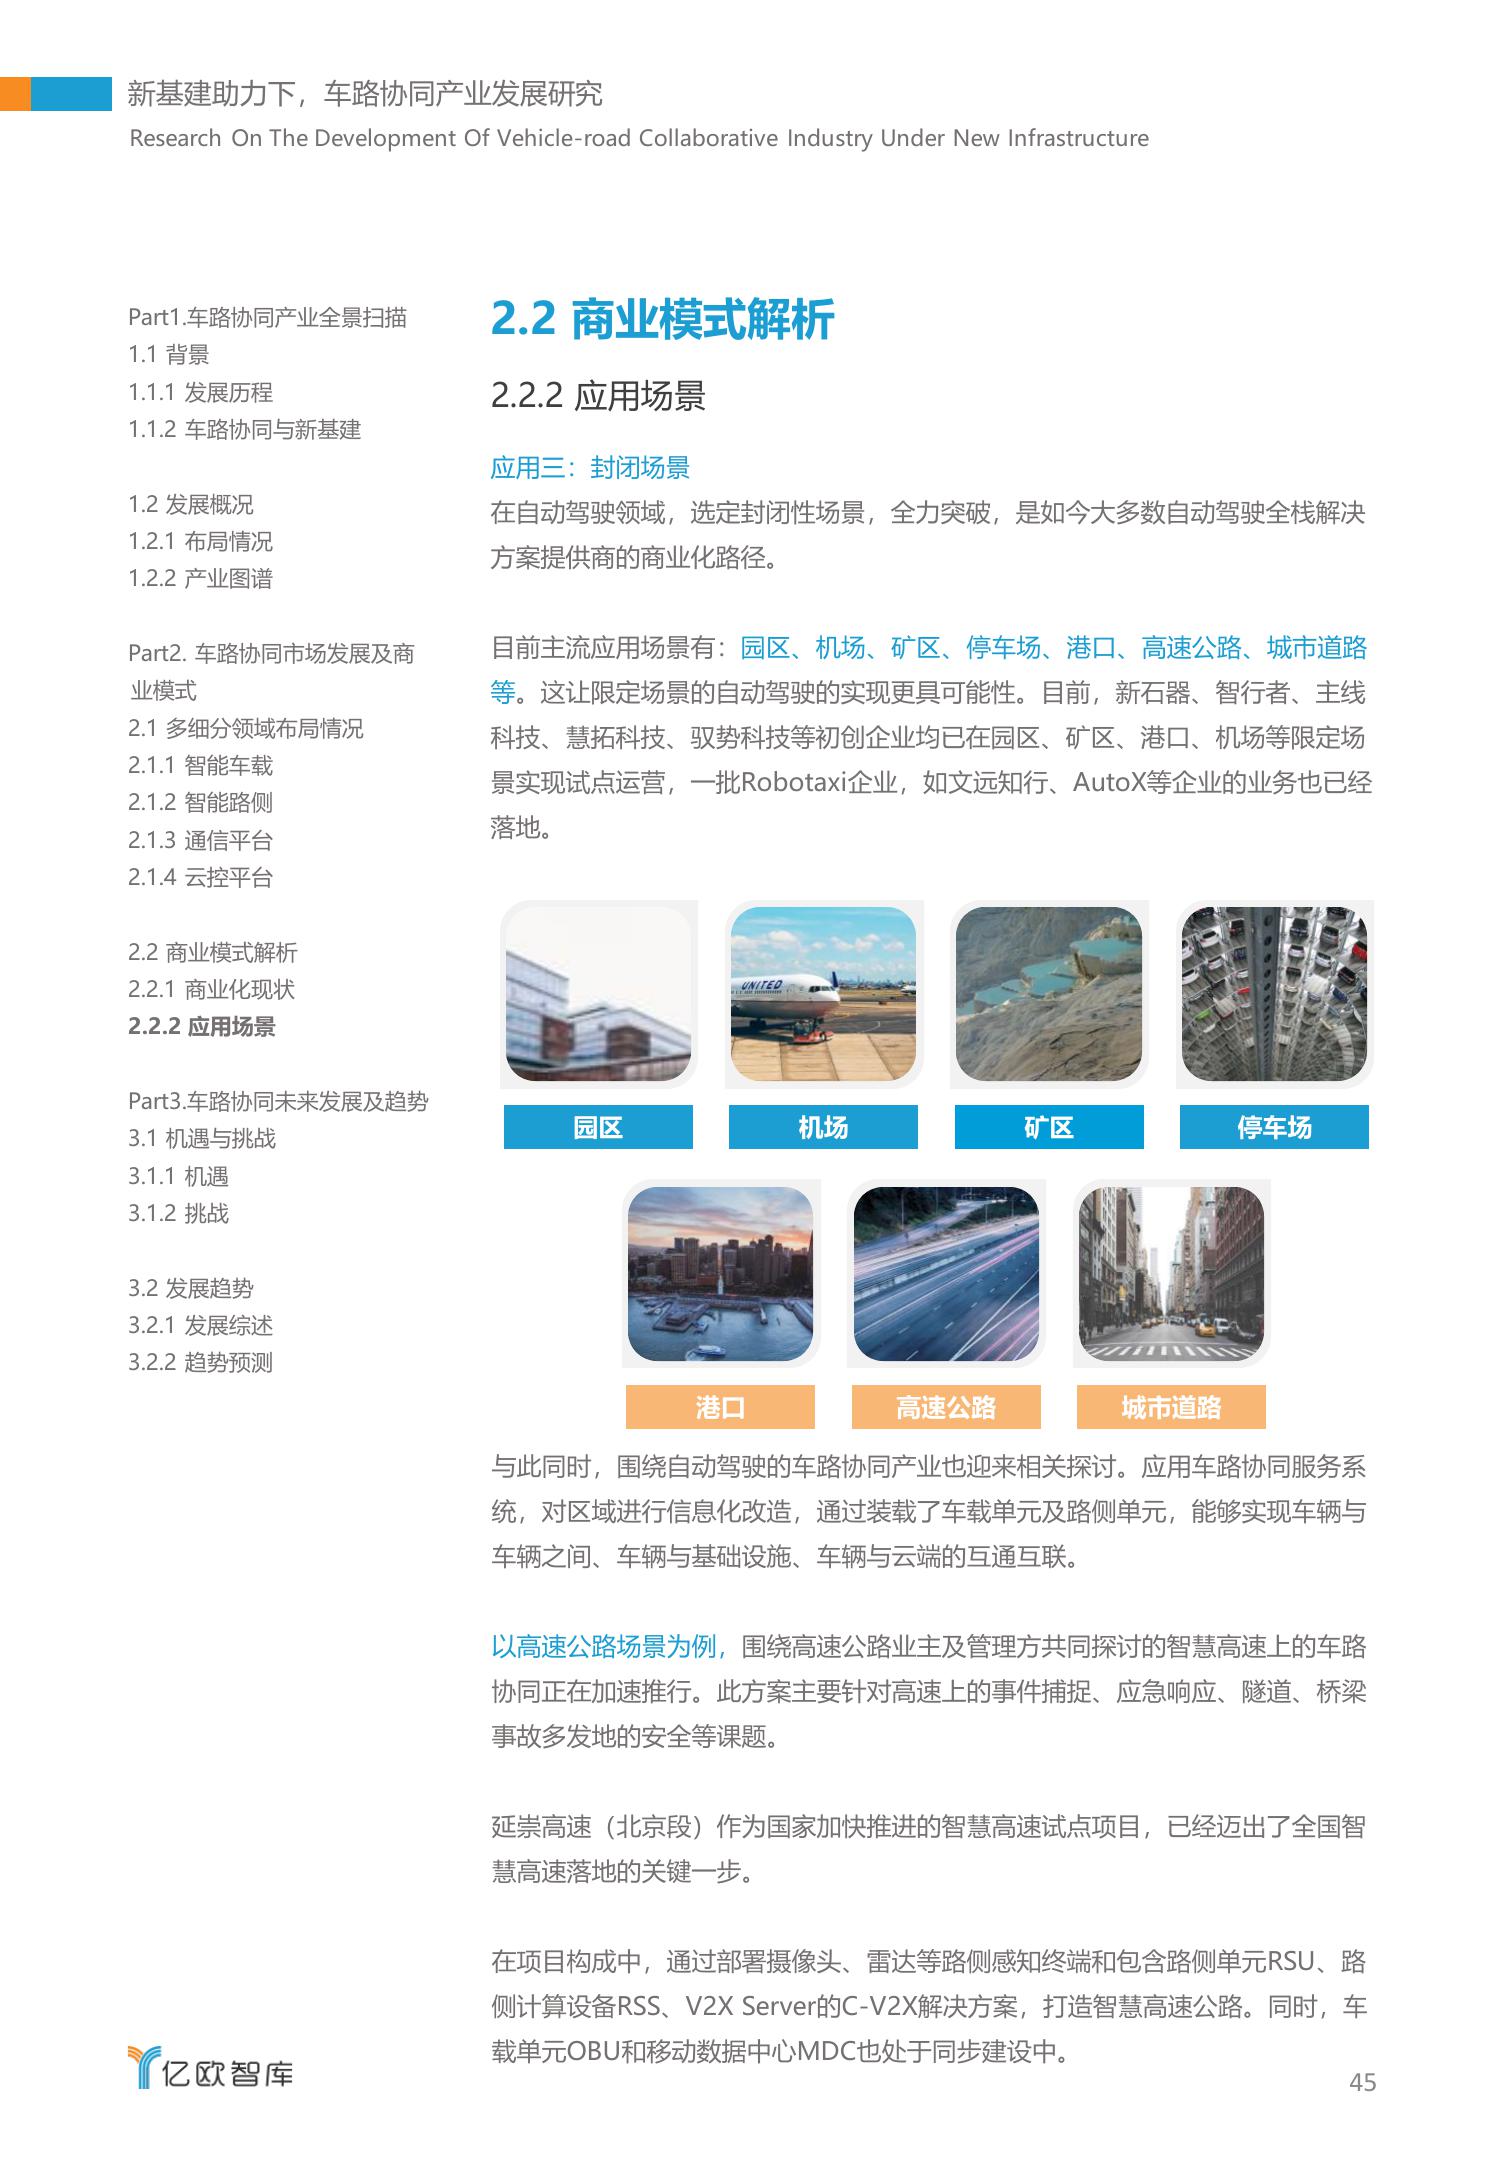 新基建助力下，车路协同产业发展研究
Research On The Development Of Vehicle-road Collaborative Industry Under New Infrastructure
Part1.车路协同产业全景扫描
1.1 背景
1.1.1 发展历程
1.1.2 车路协同与新基建
1.2 发展概况
1.2.1 布局情况
1.2.2 产业图谱
Part2. 车路协同市场发展及商
业模式
2.1 多细分领域布局情况
2.1.1 智能车载
2.1.2 智能路侧
2.1.3 通信平台
2.1.4 云控平台
2.2 商业模式解析
2.2.1 商业化现状
2.2.2 应用场景
Part3.车路协同未来发展及趋势
3.1 机遇与挑战
3.1.1 机遇
3.1.2 挑战
3.2 发展趋势
3.2.1 发展综述
3.2.2 趋势预测
2.2 商业模式解析
2.2.2 应用场景
应用三：封闭场景
在自动驾驶领域，选定封闭性场景，全力突破，是如今大多数自动驾驶全栈解决
方案提供商的商业化路径。
目前主流应用场景有：园区、机场、矿区、停车场、港口、高速公路、城市道路
等。这让限定场景的自动驾驶的实现更具可能性。目前，新石器、智行者、主线
科技、慧拓科技、驭势科技等初创企业均已在园区、矿区、港口、机场等限定场
景实现试点运营，一批Robotaxi企业，如文远知行、AutoX等企业的业务也已经
落地。
UNITED
园区
机场
矿区
停车场
港口
高速公路
城市道路
与此同时，围绕自动驾驶的车路协同产业也迎来相关探讨。应用车路协同服务系
统，对区域进行信息化改造，通过装载了车载单元及路侧单元，能够实现车辆与
车辆之间、车辆与基础设施、车辆与云端的互通互联。
以高速公路场景为例，围绕高速公路业主及管理方共同探讨的智慧高速上的车路
协同正在加速推行。此方案主要针对高速上的事件捕捉、应急响应、隧道、桥梁
事故多发地的安全等课题。
延崇高速（北京段）作为国家加快推进的智慧高速试点项目，已经迈出了全国智
慧高速落地的关键一步。
在项目构成中，通过部署摄像头、雷达等路侧感知终端和包含路侧单元RSU、路
侧计算设备RSS、V2X Server的C-V2X解决方案，打造智慧高速公路。同时，车
载单元OBU和移动数据中心MDC也处于同步建设中。
亿欧智库
45